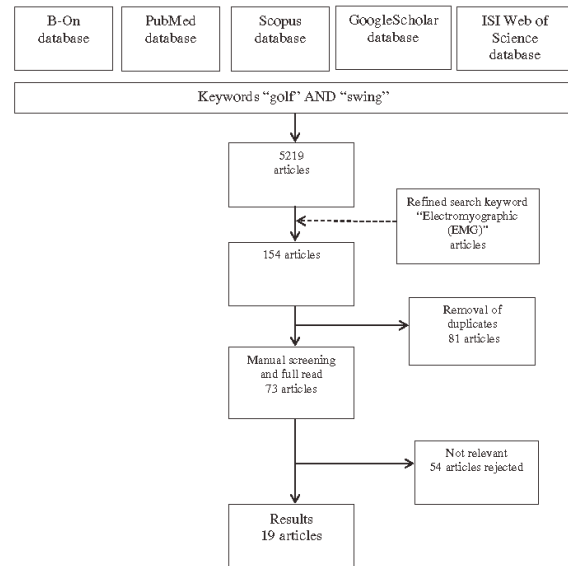 B-On
database
PubMed
database
Scopus
database
GoogleScholar
database
ISI Web of
Science
database
Keywords “golf” AND “swing”
5219
articles
Refined search keyword
“Electromyographic
(EMG)“
articles
154 articles
Removal of
duplicates
81 articles
Manual screening
and full read
73 articles
Not relevant
54 articles rejected
Results
19 articles